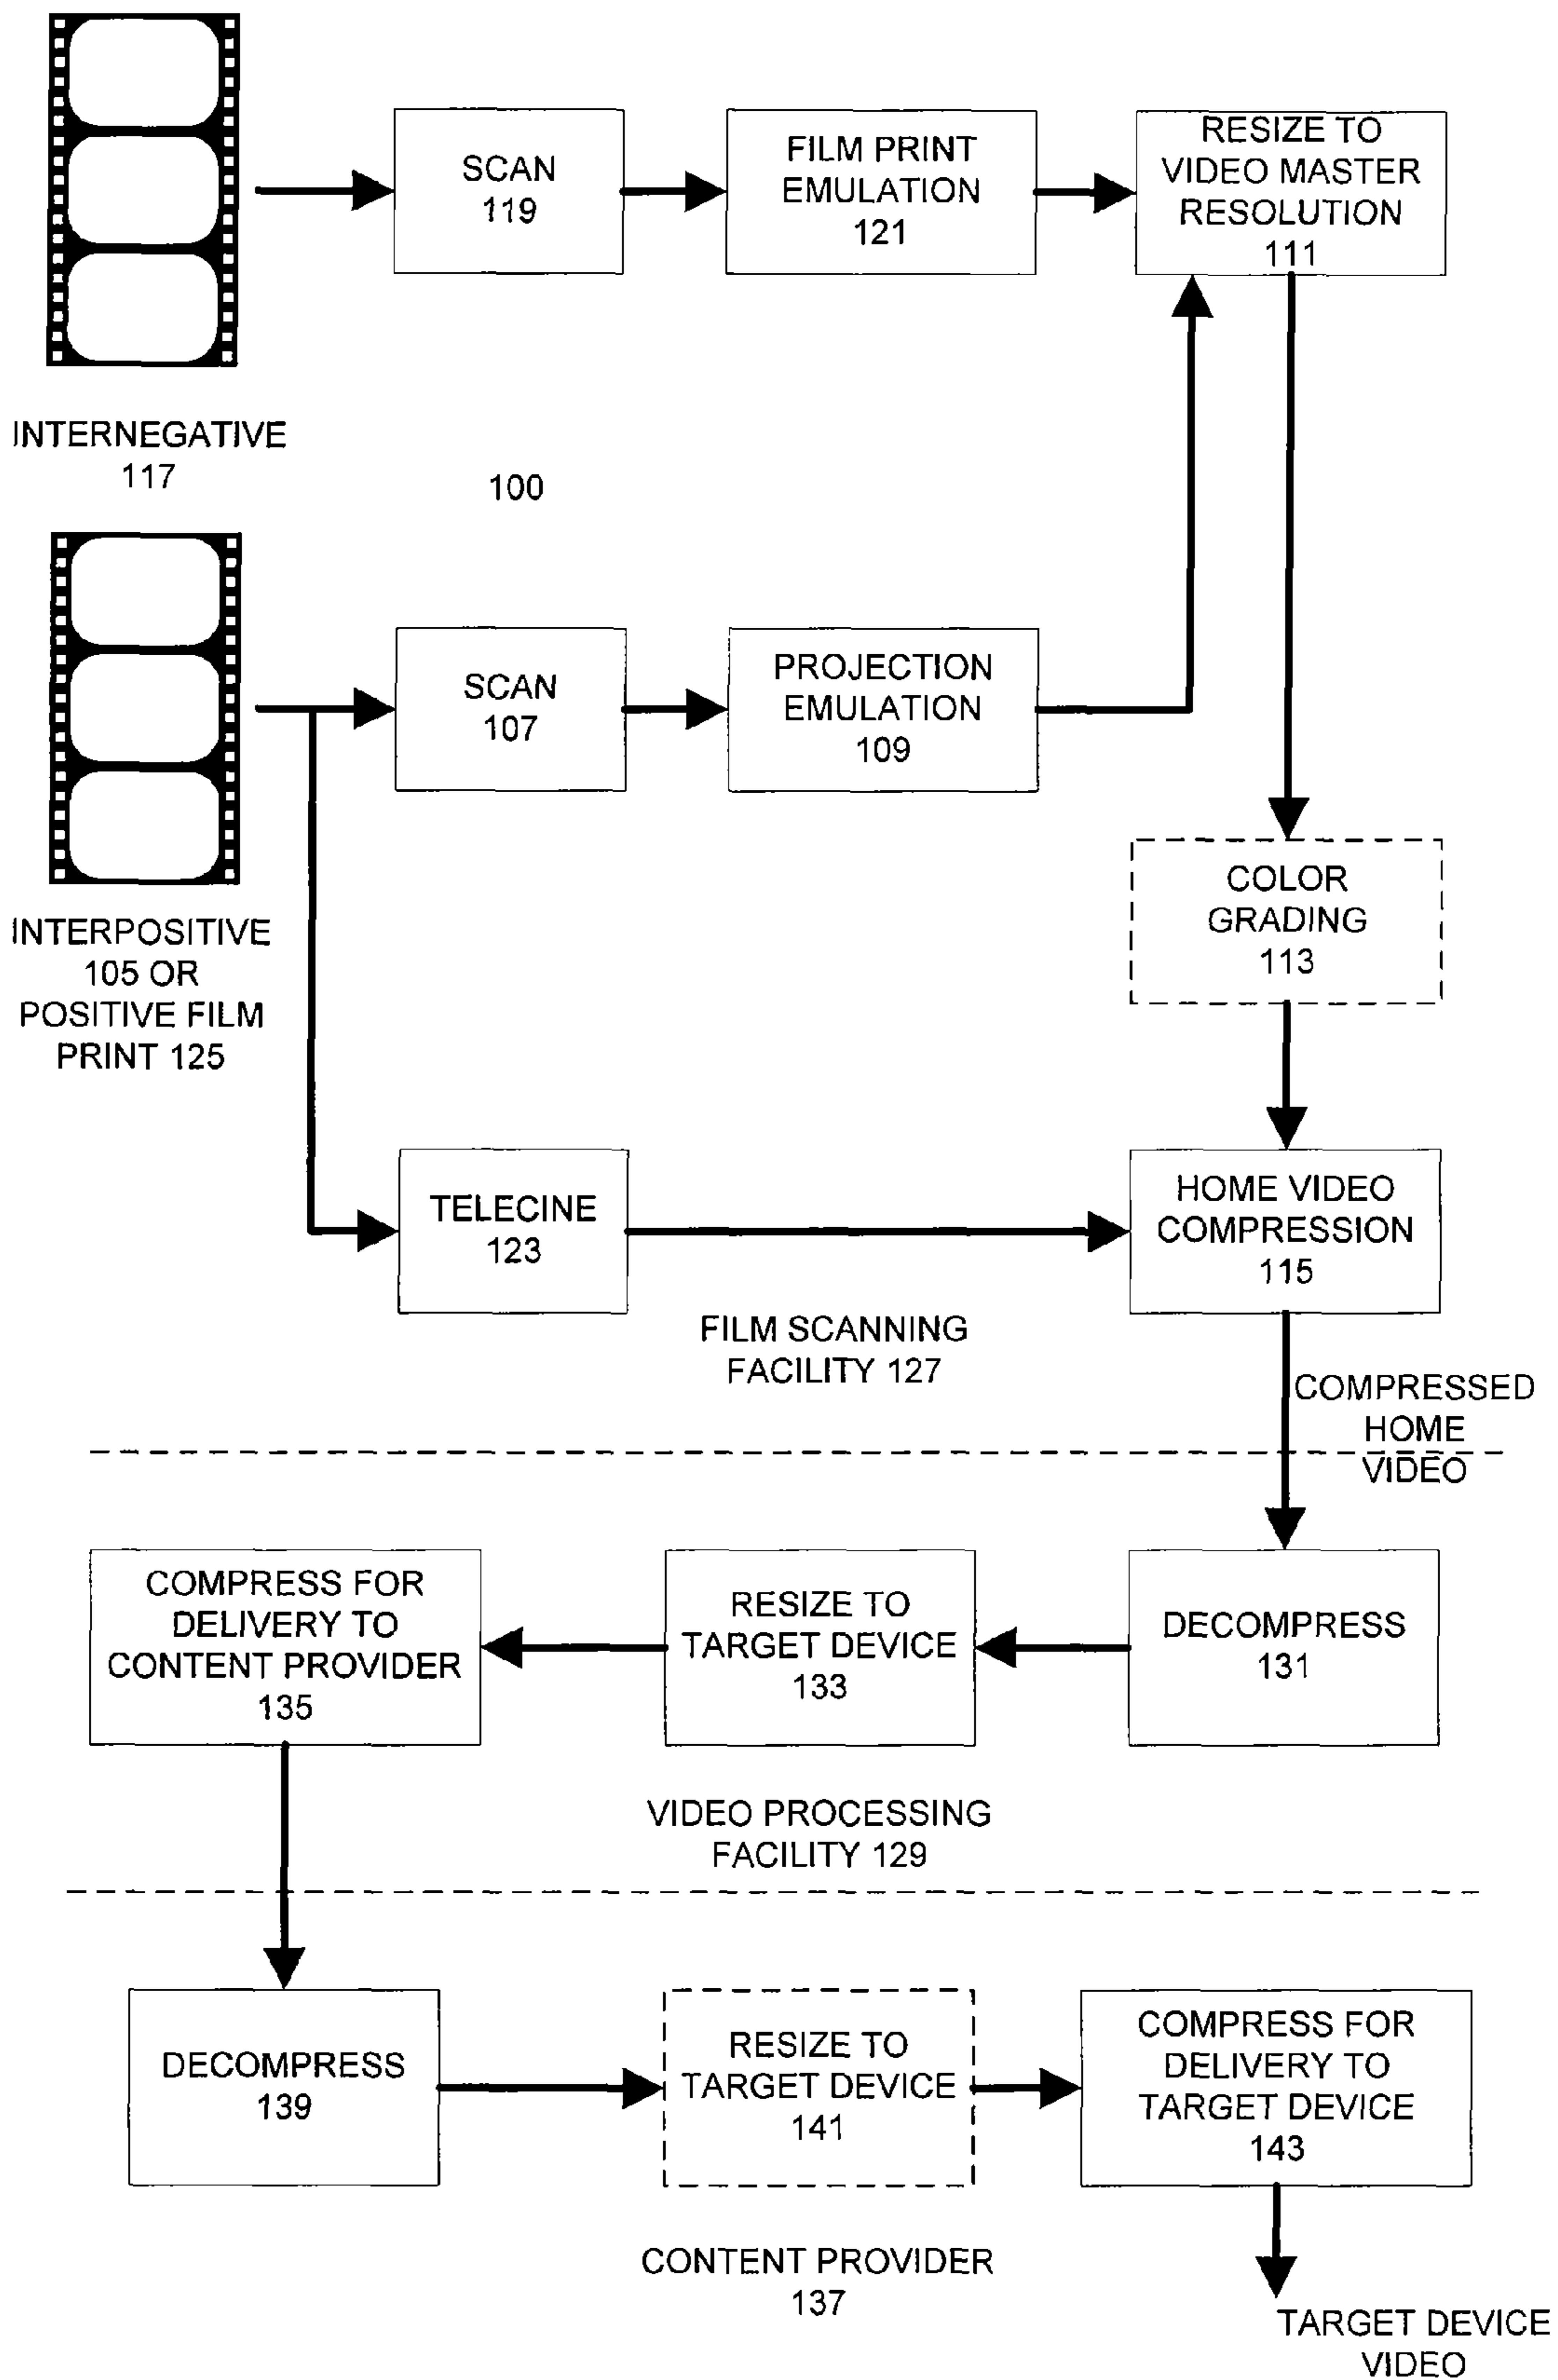 SCAN
119
FILM PRINT
EMULATION
121
RESIZE TO
VIDEO MASTER
RESOLUTION
111
INTERNEGATIVE
117
100
SCAN
107
PROJECTION
EMULATION
109
INTERPOSITIVE
105 OR
POSITIVE FILM
PRINT 125
COLOR
GRADING
113
TELECINE
123
HOME VIDEO
COMPRESSION
115
FILM SCANNING
FACILITY 127
COMPRESSED
HOME
VIDEO
COMPRESS FOR
DELIVERY TO
CONTENT PROVIDER
135
RESIZE TO
TARGET DEVICE
133
DECOMPRESS
131
VIDEO PROCESSING
FACILITY 129
DECOMPRESS
139
RESIZE TO
TARGET DEVICE
141
COMPRESS FOR
DELIVERY TO
TARGET DEVICE
143
CONTENT PROVIDER
137
TARGET DEVICE
VIDEO